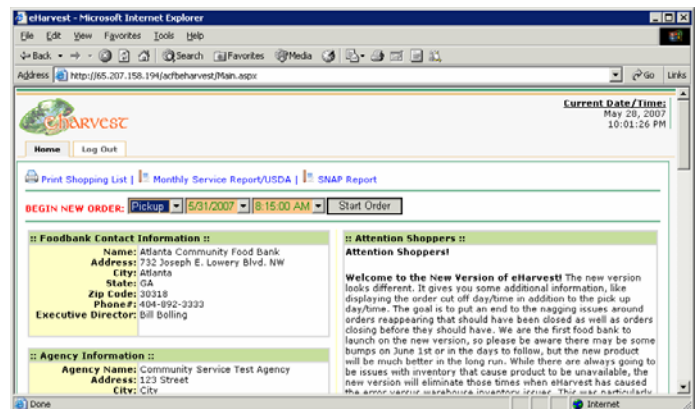 eHarvest - Microsoft Internet Explorer
File Edit View Favorites Tools Help
Back Search Favorites Media
Address http://65.207.158.194/acfbeharvest/Main.aspx Go Links
eHARVEST
Current Date/Time:
May 28, 2007
10:01:26 PM
Home Log Out
Print Shopping List | Monthly Service Report/USDA | SNAP Report
BEGIN NEW ORDER: Pickup 5/31/2007 8:15:00 AM Start Order
:: Foodbank Contact Information ::
Name: Atlanta Community Food Bank
Address: 732 Joseph E. Lowery Blvd. NW
City: Atlanta
State: GA
Zip Code: 30318
Phone#: 404-892-3333
Executive Director: Bill Bolling
:: Agency Information ::
Agency Name: Community Service Test Agency
Address: 123 Street
City: City
:: Attention Shoppers ::
Attention Shoppers!
Welcome to the New Version of eHarvest! The new version
looks different. It gives you some additional information, like
displaying the order cut off day/time in addition to the pick up
day/time. The goal is to put an end to the nagging issues around
orders reappearing that should have been closed as well as orders
closing before they should have. We are the first food bank to
launch on the new version, so please be aware there may be some
bumps on June 1st or in the days to follow, but the new product
will be much better in the long run. While there are always going to
be issues with inventory that cause product to be unavailable, the
new version will eliminate those times when eHarvest has caused
the error versus warehouse inventory issues. This was particularly
Done Internet